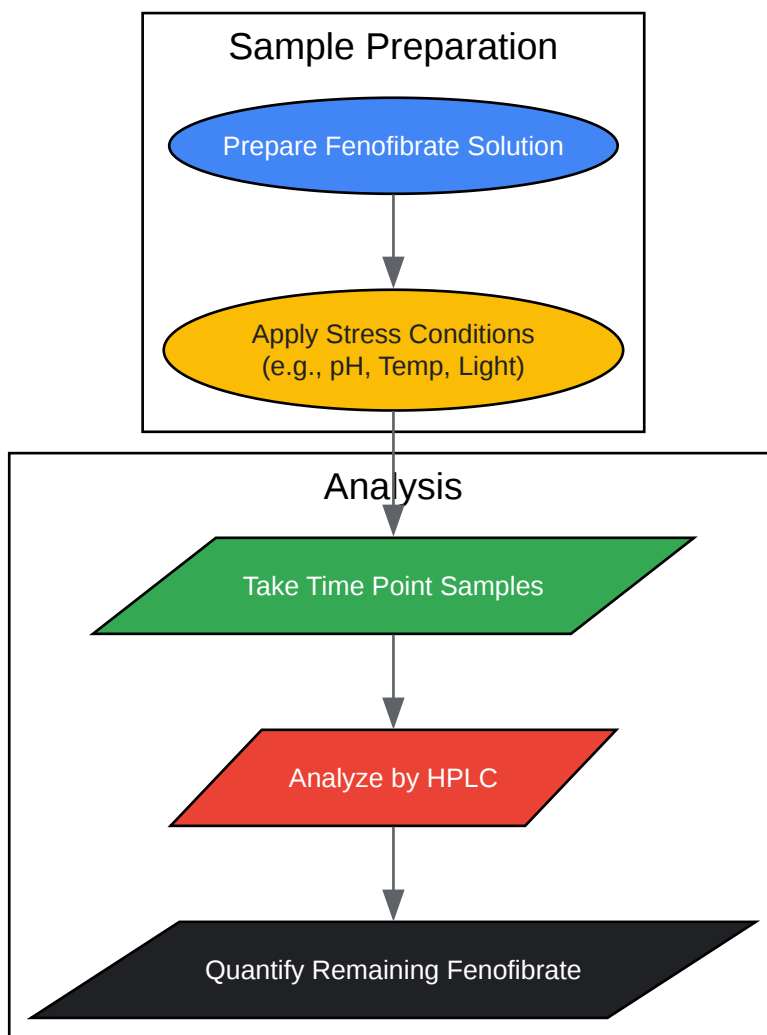 Sample Preparation
Prepare Fenofibrate Solution
Apply Stress Conditions
(e.g., pH, Temp, Light)
Analysis
Take Time Point Samples
Analyze by HPLC
Quantify Remaining Fenofibrate